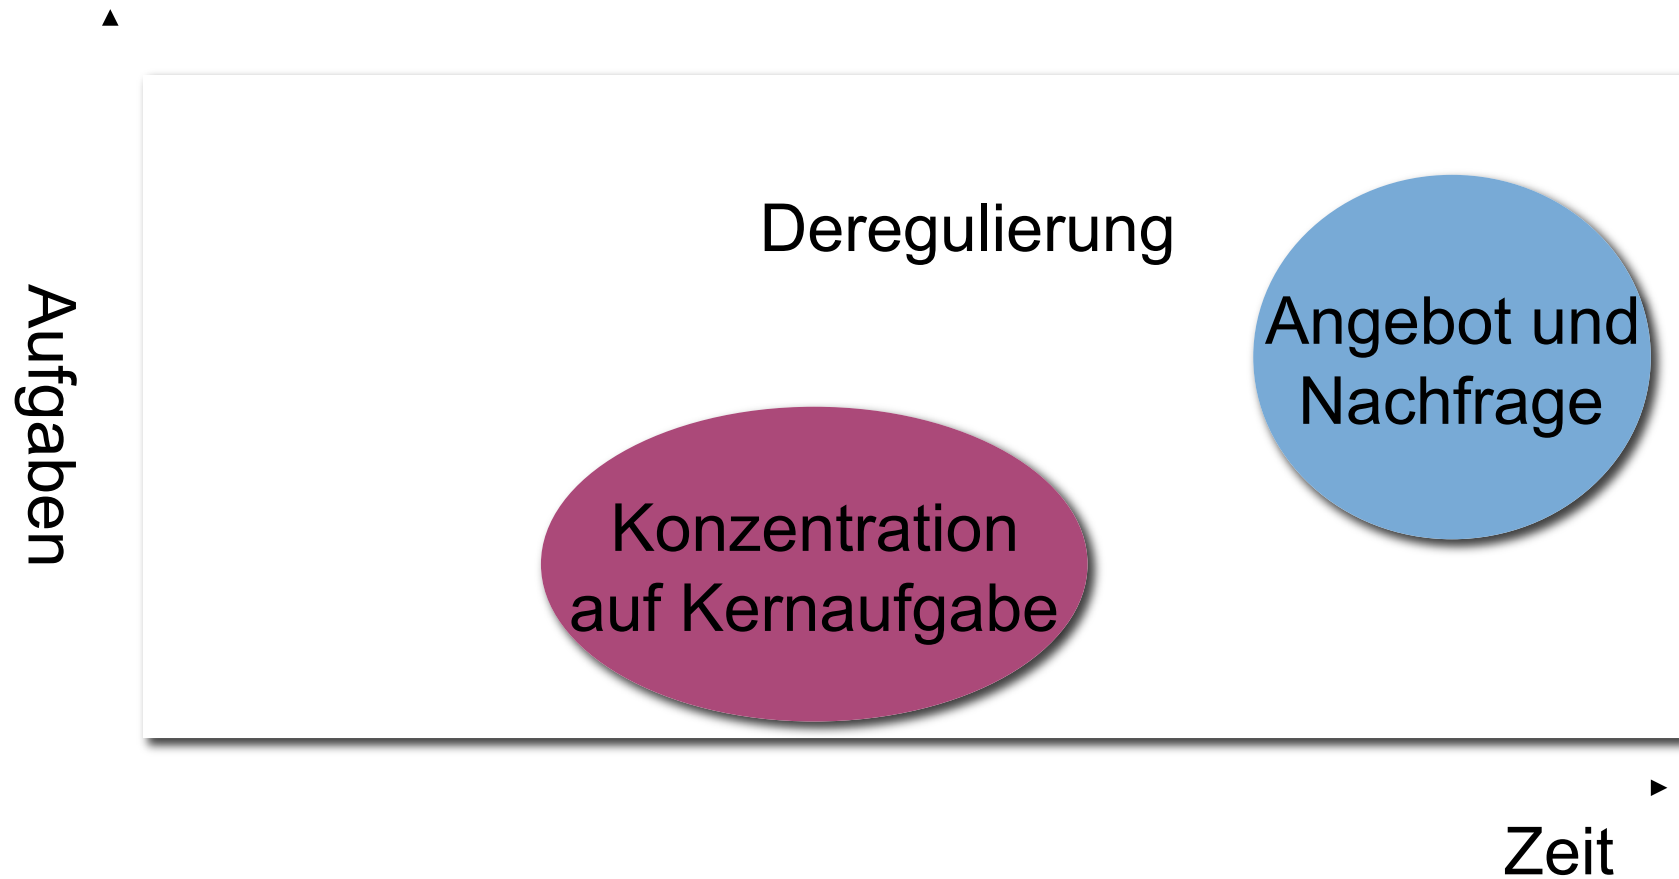 Aufgaben
Deregulierung
Angebot und
Nachfrage
Konzentration
auf Kernaufgabe
Zeit